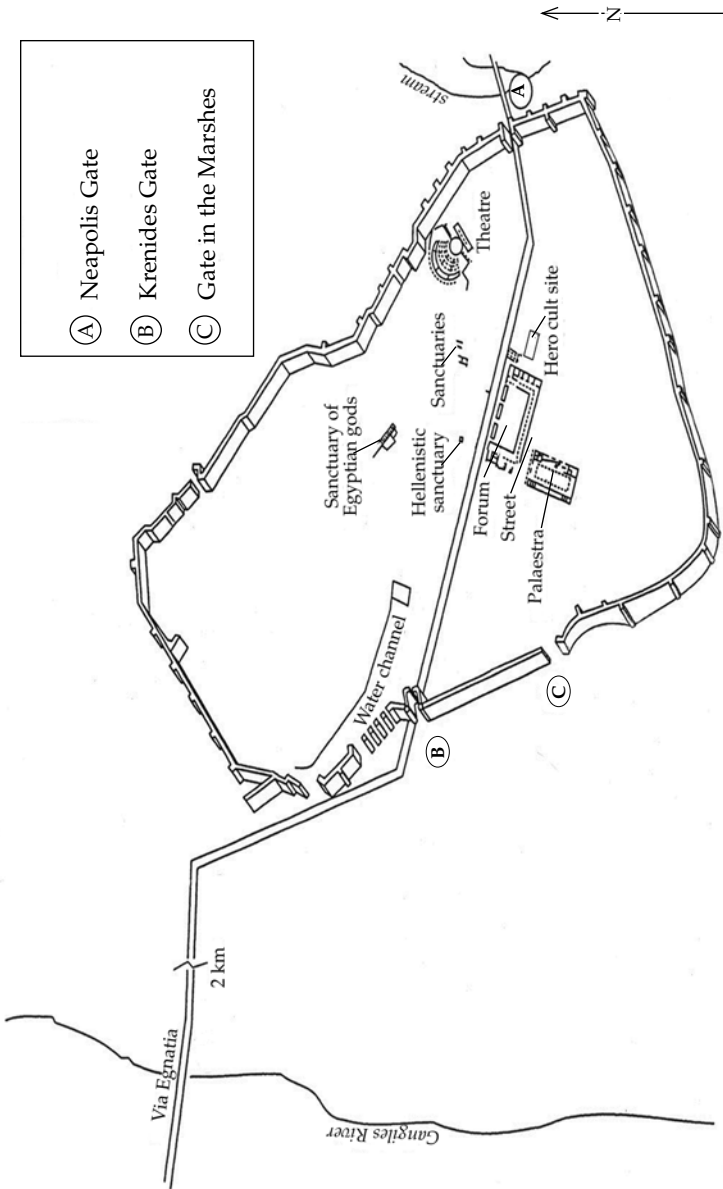 N
A Neapolis Gate
B Krenides Gate
C Gate in the Marshes
stream
A
Theatre
Sanctuaries
Hero cult site
Sanctuary of
Egyptian gods
Hellenistic
sanctuary
Forum
Street
Palaestra
Water channel
B
C
2 km
Via Egnatia
Gangiles River